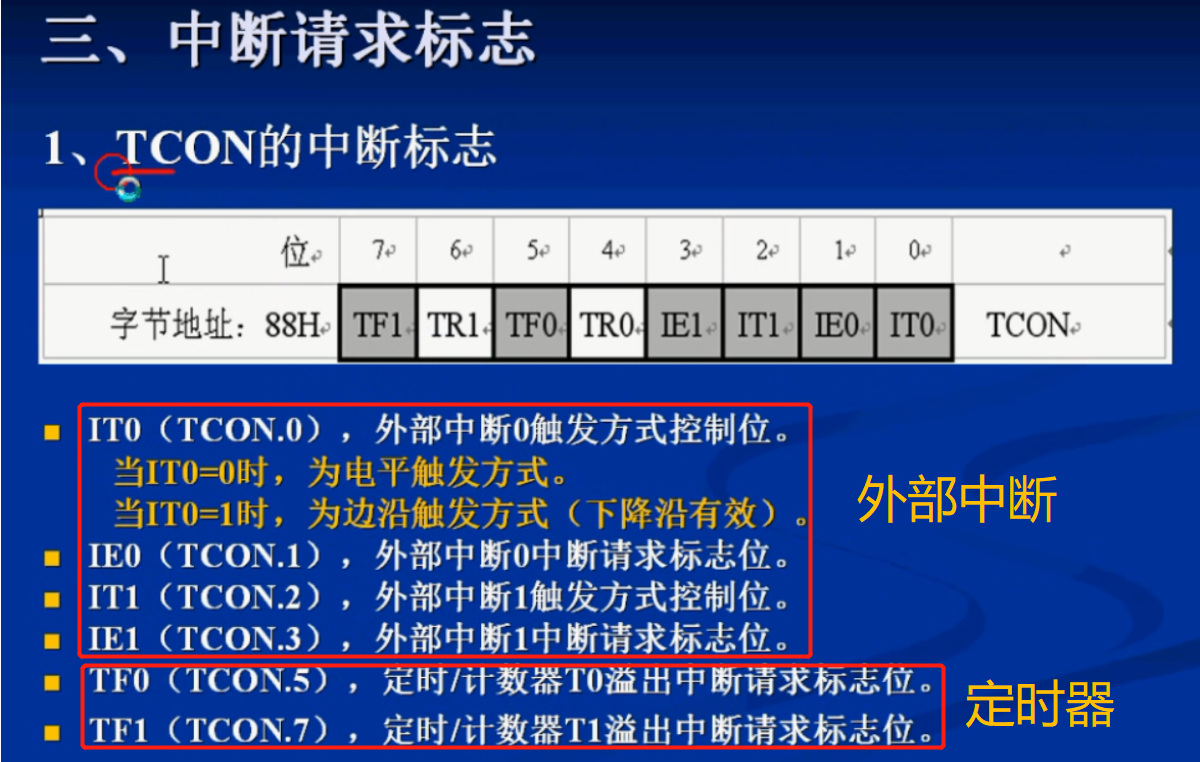 三、中断请求标志
1、TCON的中断标志
位 7 6 5 4 3 2 1 0
字节地址：88H TF1 TR1 TF0 TR0 IE1 IT1 IE0 IT0 TCON
IT0（TCON.0），外部中断0触发方式控制位。
当IT0=0时，为电平触发方式。
当IT0=1时，为边沿触发方式（下降沿有效）。
IE0（TCON.1），外部中断0中断请求标志位。
IT1（TCON.2），外部中断1触发方式控制位。
IE1（TCON.3），外部中断1中断请求标志位。
外部中断
TF0（TCON.5），定时/计数器T0溢出中断请求标志位。
TF1（TCON.7），定时/计数器T1溢出中断请求标志位。
定时器